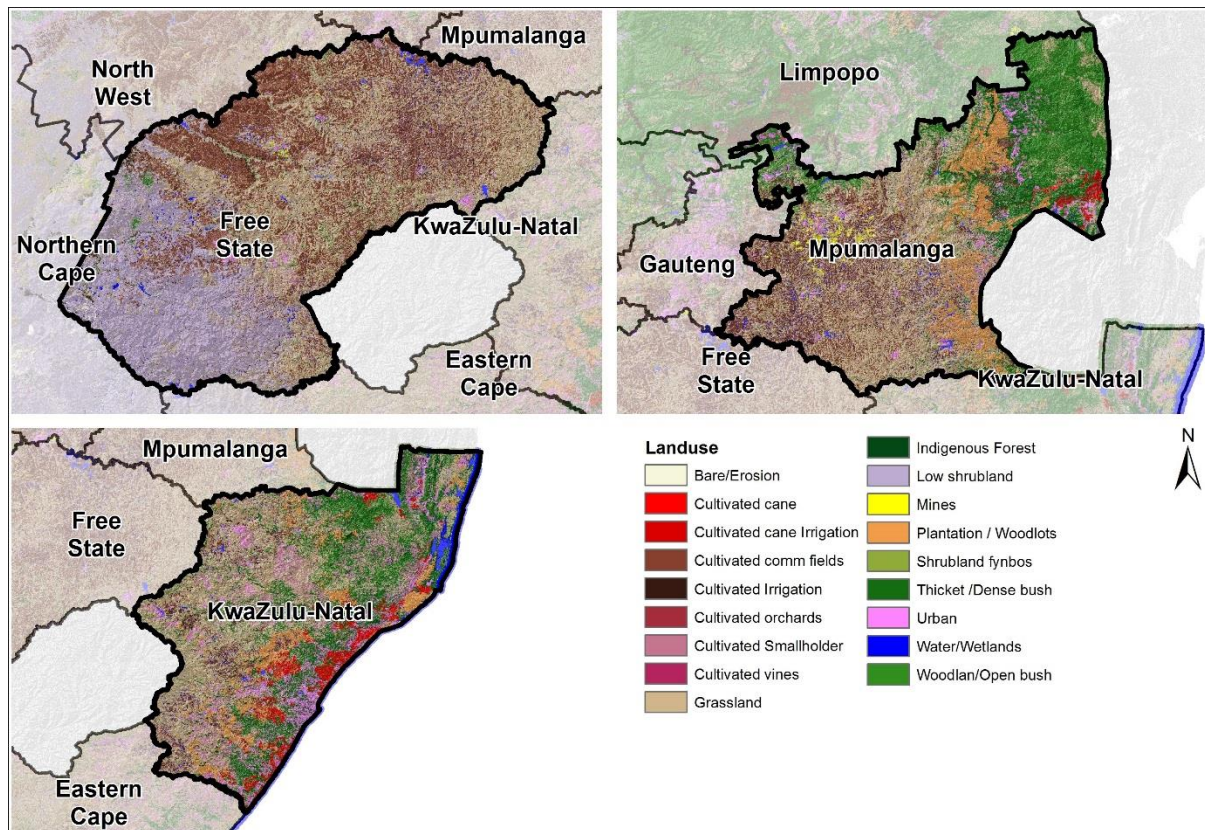 Mpumalanga
North
West
Free
State
KwaZulu-Natal
Northern
Cape
Eastern
Cape
Limpopo
Mpumalanga
Gauteng
Free
State
KwaZulu-Natal
Mpumalanga
Free
State
KwaZulu-Natal
Eastern
Cape
Landuse
Bare/Erosion
Cultivated cane
Cultivated cane Irrigation
Cultivated comm fields
Cultivated Irrigation
Cultivated orchards
Cultivated Smallholder
Cultivated vines
Grassland
Indigenous Forest
Low shrubland
Mines
Plantation / Woodlots
Shrubland fynbos
Thicket /Dense bush
Urban
Water/Wetlands
Woodlan/Open bush
N